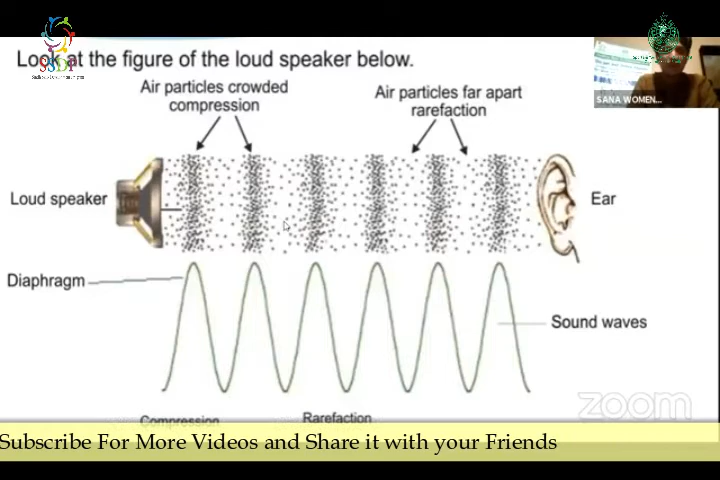 Look at the figure of the loud speaker below.
SSDP
SANA WOMEN...
Air particles crowded
compression
Air particles far apart
rarefaction
Loud speaker
Ear
Diaphragm
Sound waves
zoom
Compression
Rarefaction
Subscribe For More Videos and Share it with your Friends